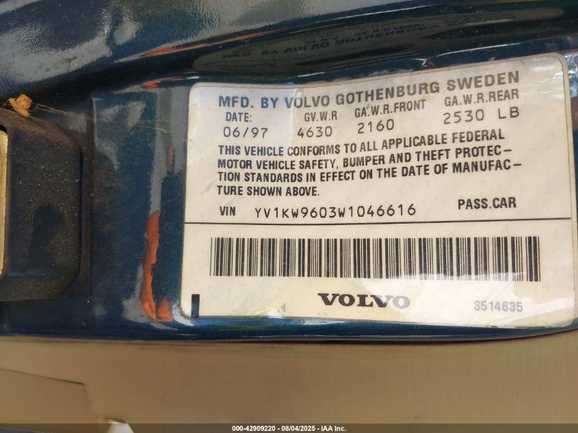 MFD. BY VOLVO GOTHENBURG SWEDEN
DATE: GV.W.R GA.W.R.FRONT GA.W.R.REAR
06/97 4630 2160 2530 LB
THIS VEHICLE CONFORMS TO ALL APPLICABLE FEDERAL
MOTOR VEHICLE SAFETY, BUMPER AND THEFT PROTEC-
TION STANDARDS IN EFFECT ON THE DATE OF MANUFAC-
TURE SHOWN ABOVE.
VIN YV1KW9603W1046616 PASS.CAR
VOLVO
3514635
000-42909220 - 08/04/2025 - IAA Inc.